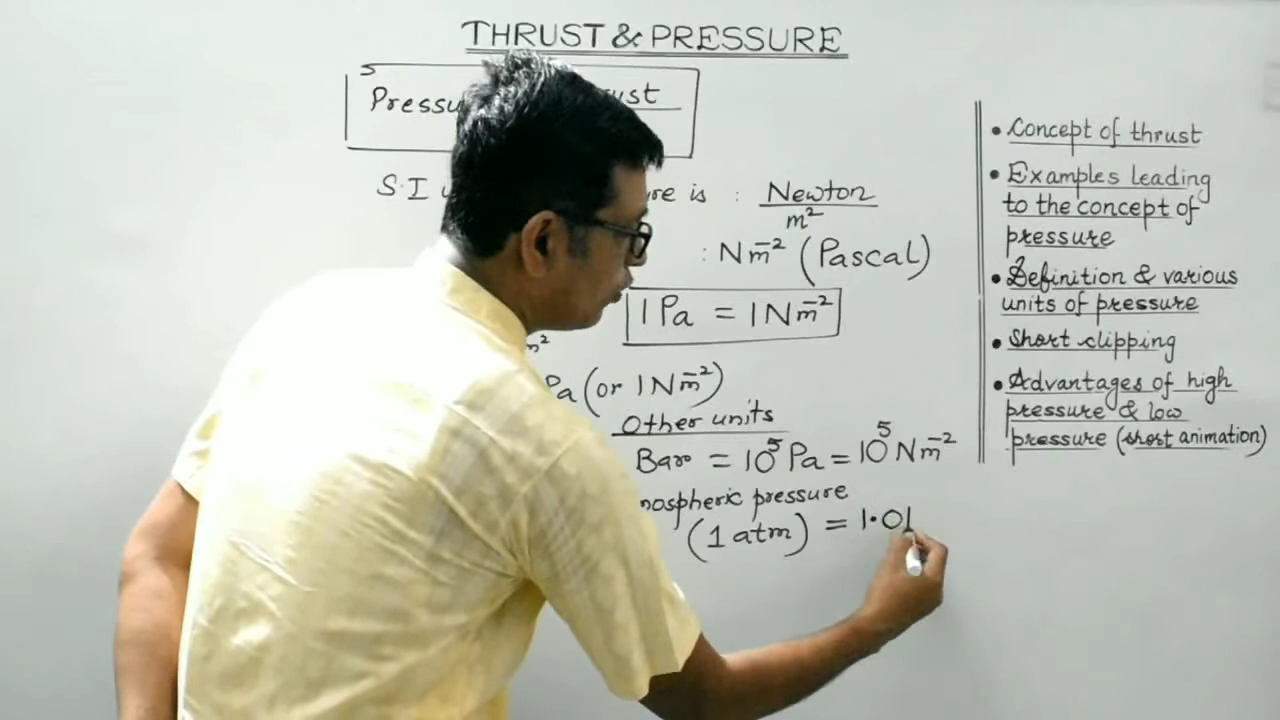 THRUST & PRESSURE
Pressu ust
S.I u re is : Newton
m²
: Nm⁻² (Pascal)
1 Pa = 1 Nm⁻²
m²
Pa (or 1 Nm⁻²)
Other units
Bar = 10⁵ Pa = 10⁵ Nm⁻²
mospheric pressure
(1 atm) = 1.01
• Concept of thrust
• Examples leading
to the concept of
pressure
• Definition & various
units of pressure
• Short clipping
• Advantages of high
pressure & low
pressure (short animation)